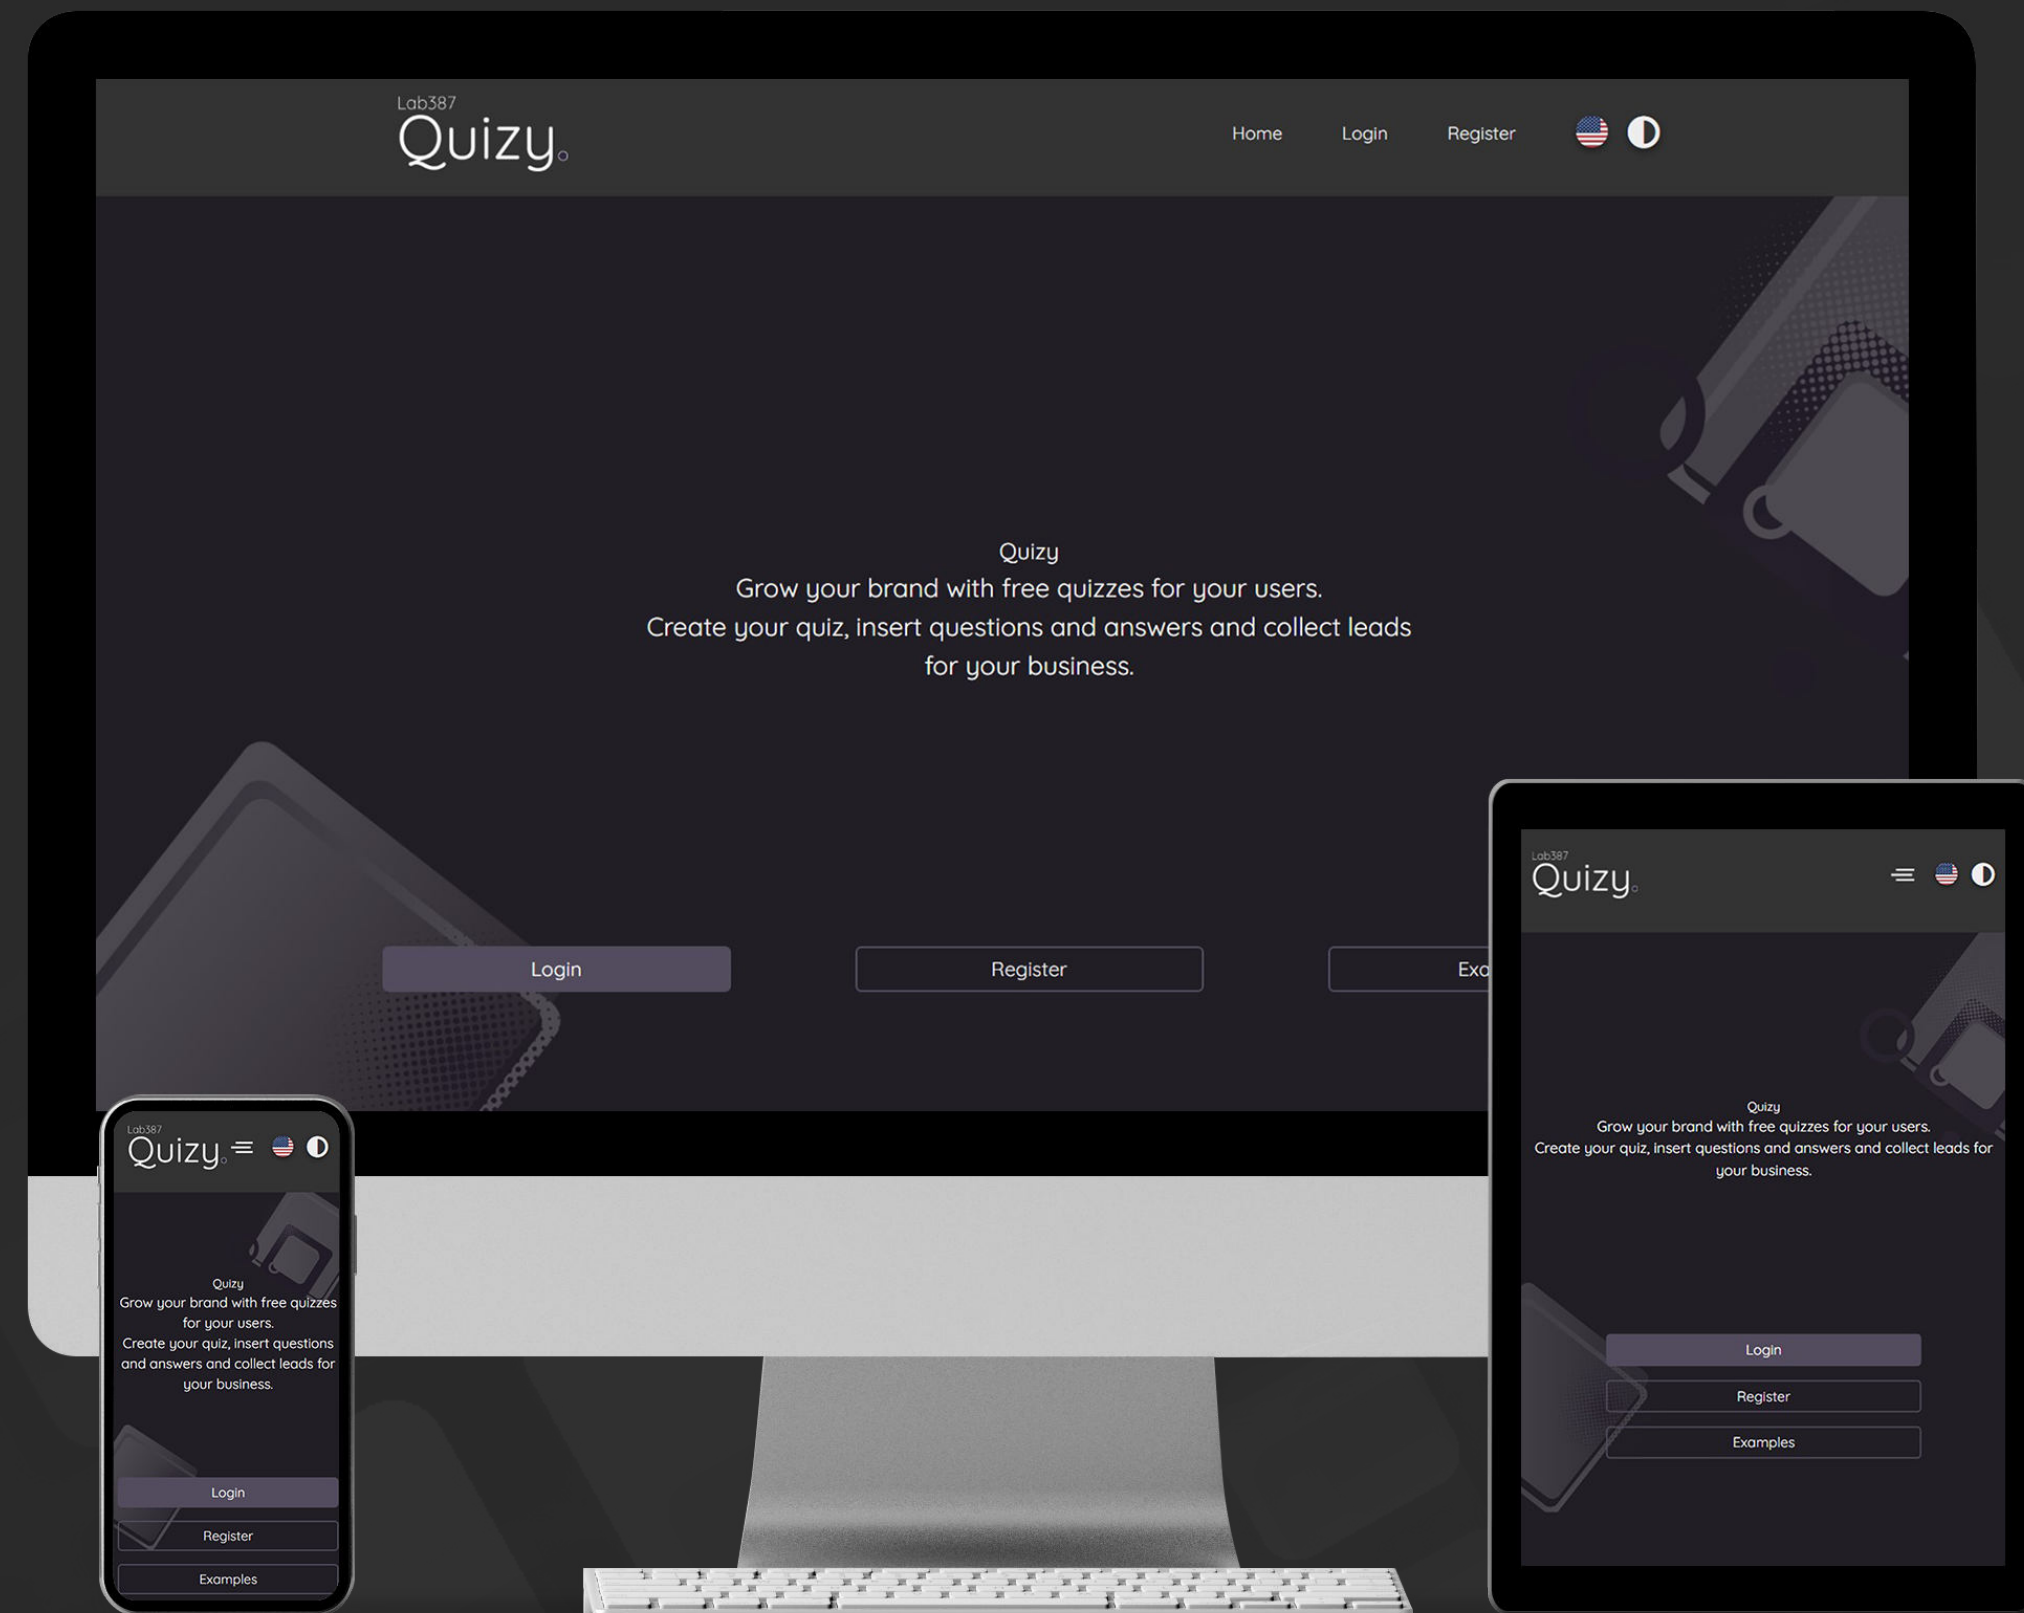 Lab387
Quizy
Home Login Register
Quizy
Grow your brand with free quizzes for your users.
Create your quiz, insert questions and answers and collect leads
for your business.
Login Register
Lab387
Quizy
Quizy
Grow your brand with free quizzes for your users.
Create your quiz, insert questions and answers and collect leads for
your business.
Login
Register
Examples
Lab387
Quizy
Quizy
Grow your brand with free quizzes
for your users.
Create your quiz, insert questions
and answers and collect leads for
your business.
Login
Register
Examples